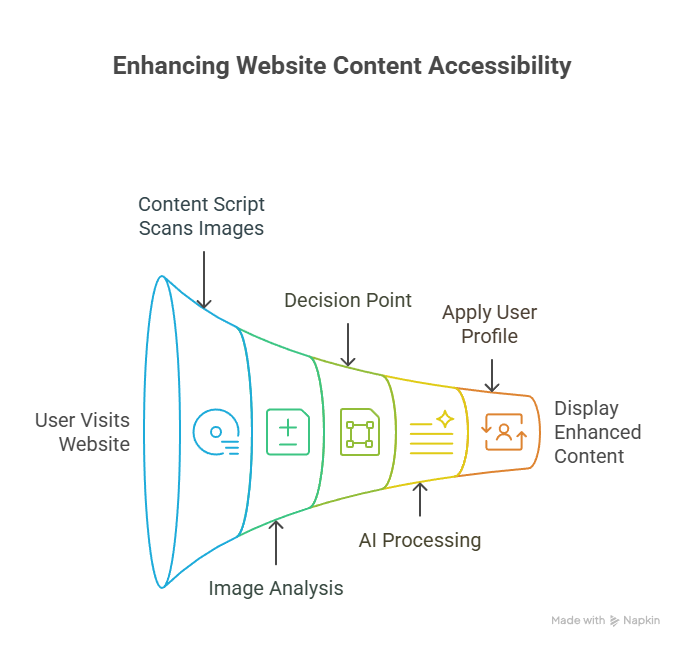 Enhancing Website Content Accessibility
Content Script
Scans Images
Decision Point
Apply User
Profile
User Visits
Website
Display
Enhanced
Content
AI Processing
Image Analysis
Made with Napkin